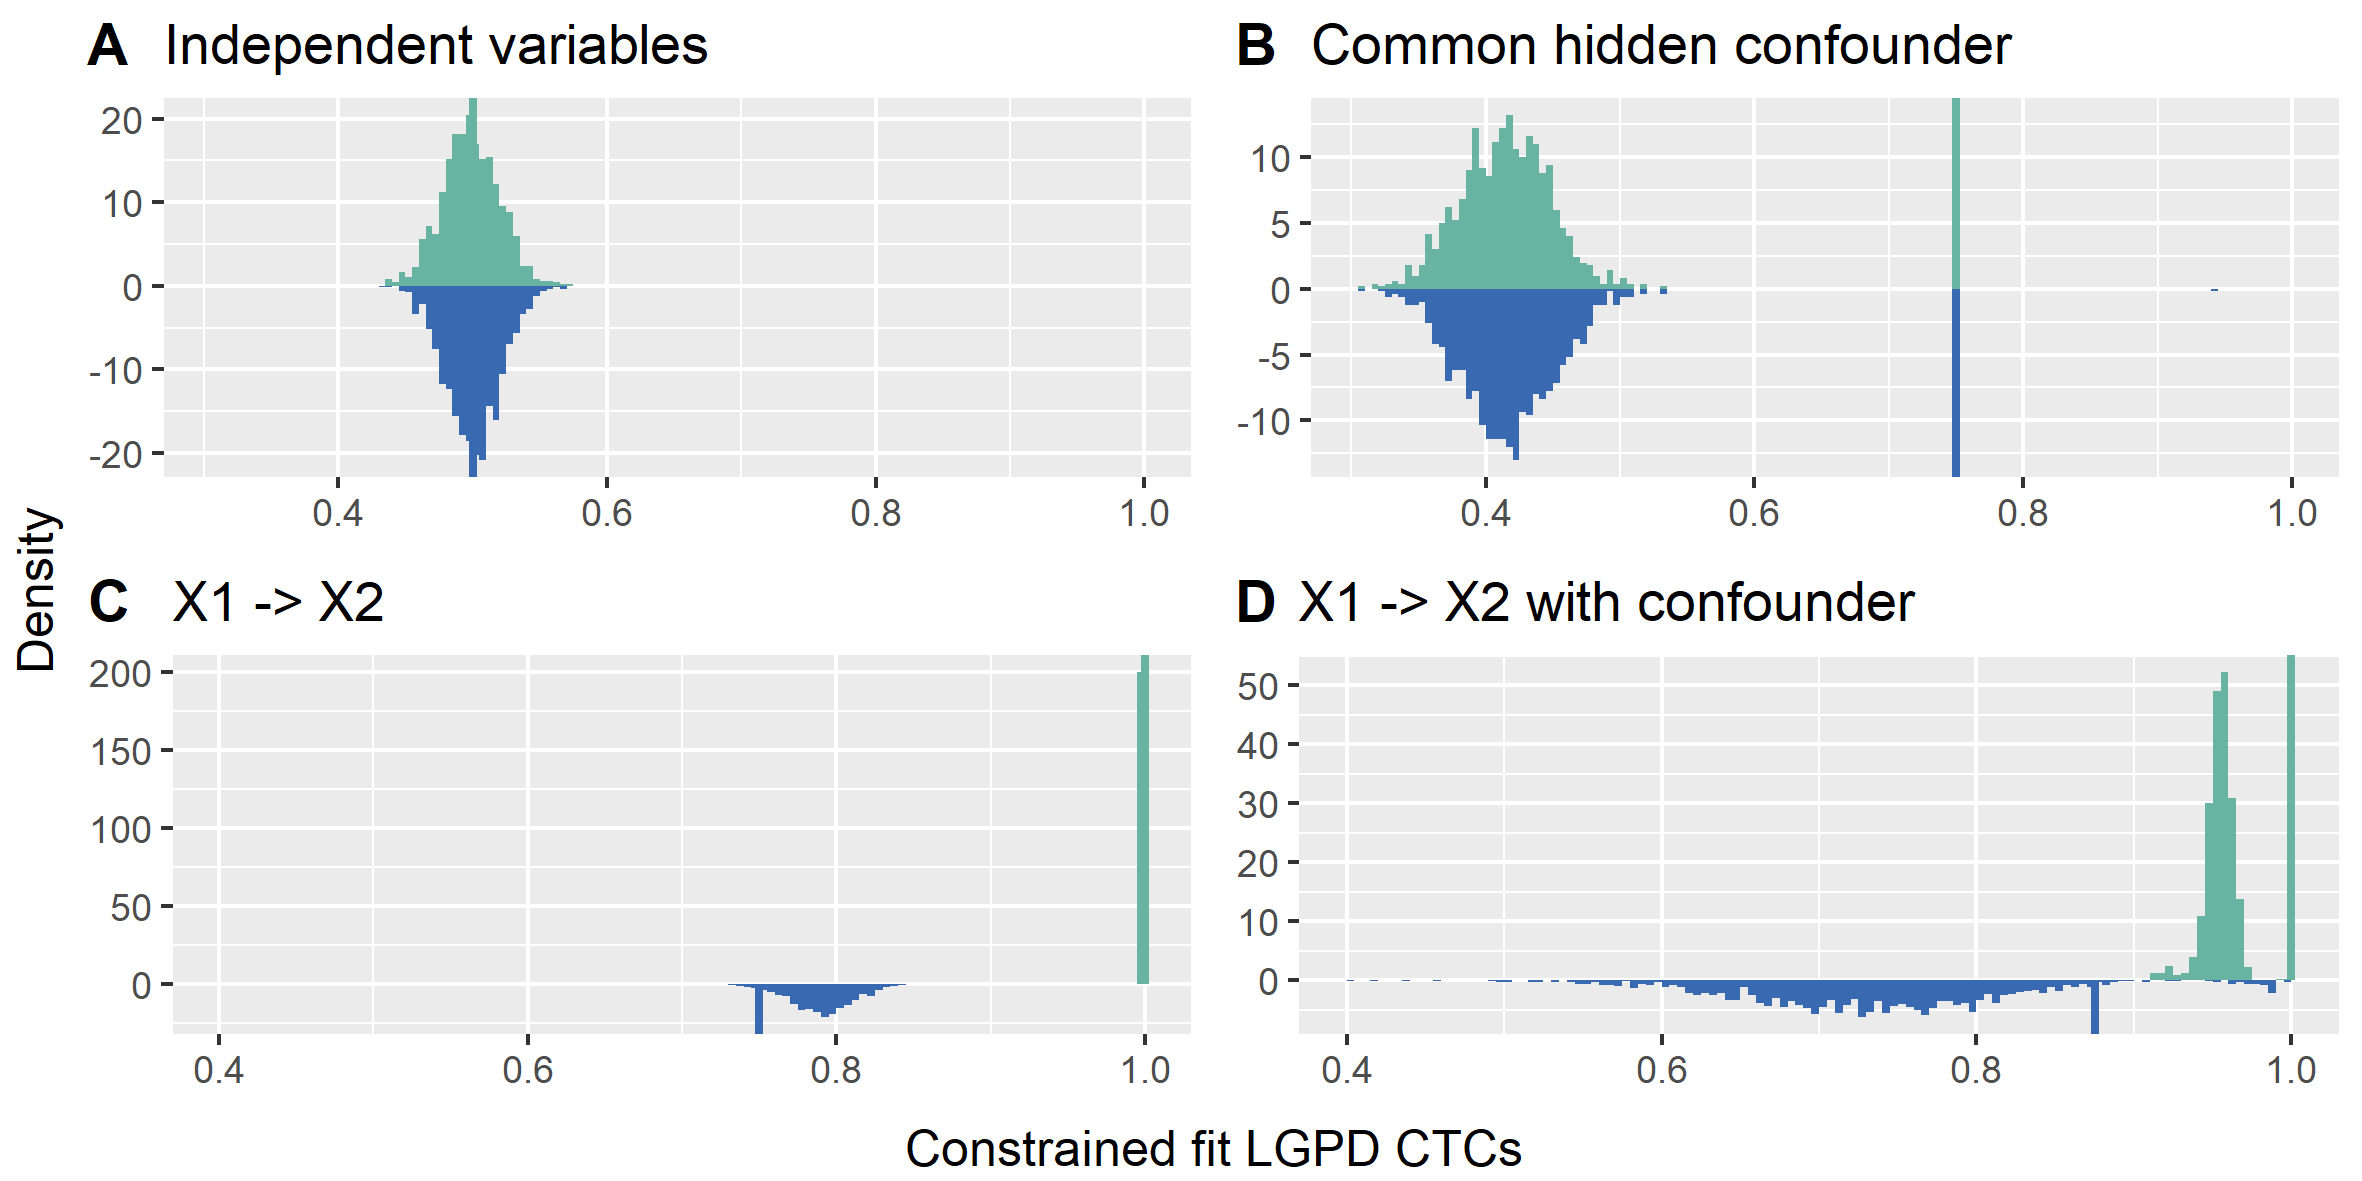 A Independent variables
B Common hidden confounder
20
10
0
-10
-20
0.4 0.6 0.8 1.0
10
5
0
-5
-10
0.4 0.6 0.8 1.0
Density
C X1 -> X2
D X1 -> X2 with confounder
200
150
100
50
0
0.4 0.6 0.8 1.0
50
40
30
20
10
0
0.4 0.6 0.8 1.0
Constrained fit LGPD CTCs